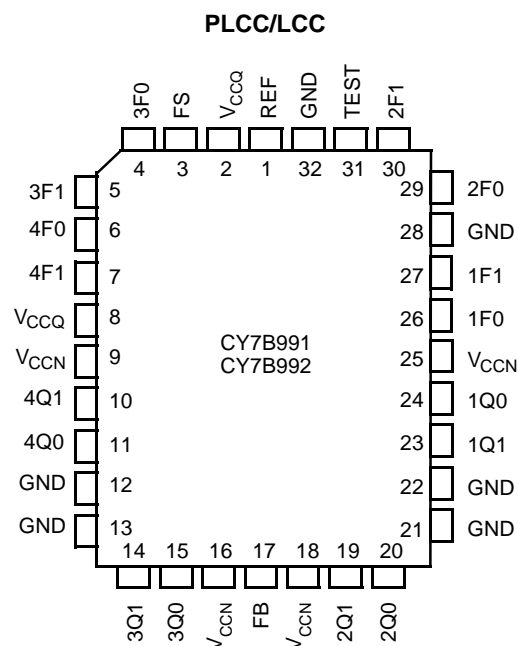 PLCC/LCC
3F0 FS VCCQ REF GND TEST 2F1
4 3 2 1 32 31 30
3F1 5 29 2F0
4F0 6 28 GND
4F1 7 27 1F1
VCCQ 8 26 1F0
VCCN 9 25 VCCN
CY7B991
CY7B992
4Q1 10 24 1Q0
4Q0 11 23 1Q1
GND 12 22 GND
GND 13 21 GND
14 15 16 17 18 19 20
3Q1 3Q0 VCCN FB VCCN 2Q1 2Q0